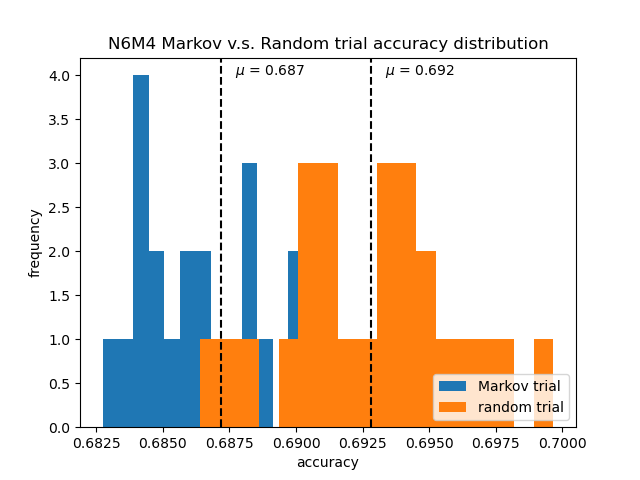 N6M4 Markov v.s. Random trial accuracy distribution
μ = 0.687
μ = 0.692
4.0
3.5
3.0
2.5
2.0
1.5
1.0
0.5
0.0
frequency
Markov trial
random trial
0.6825 0.6850 0.6875 0.6900 0.6925 0.6950 0.6975 0.7000
accuracy